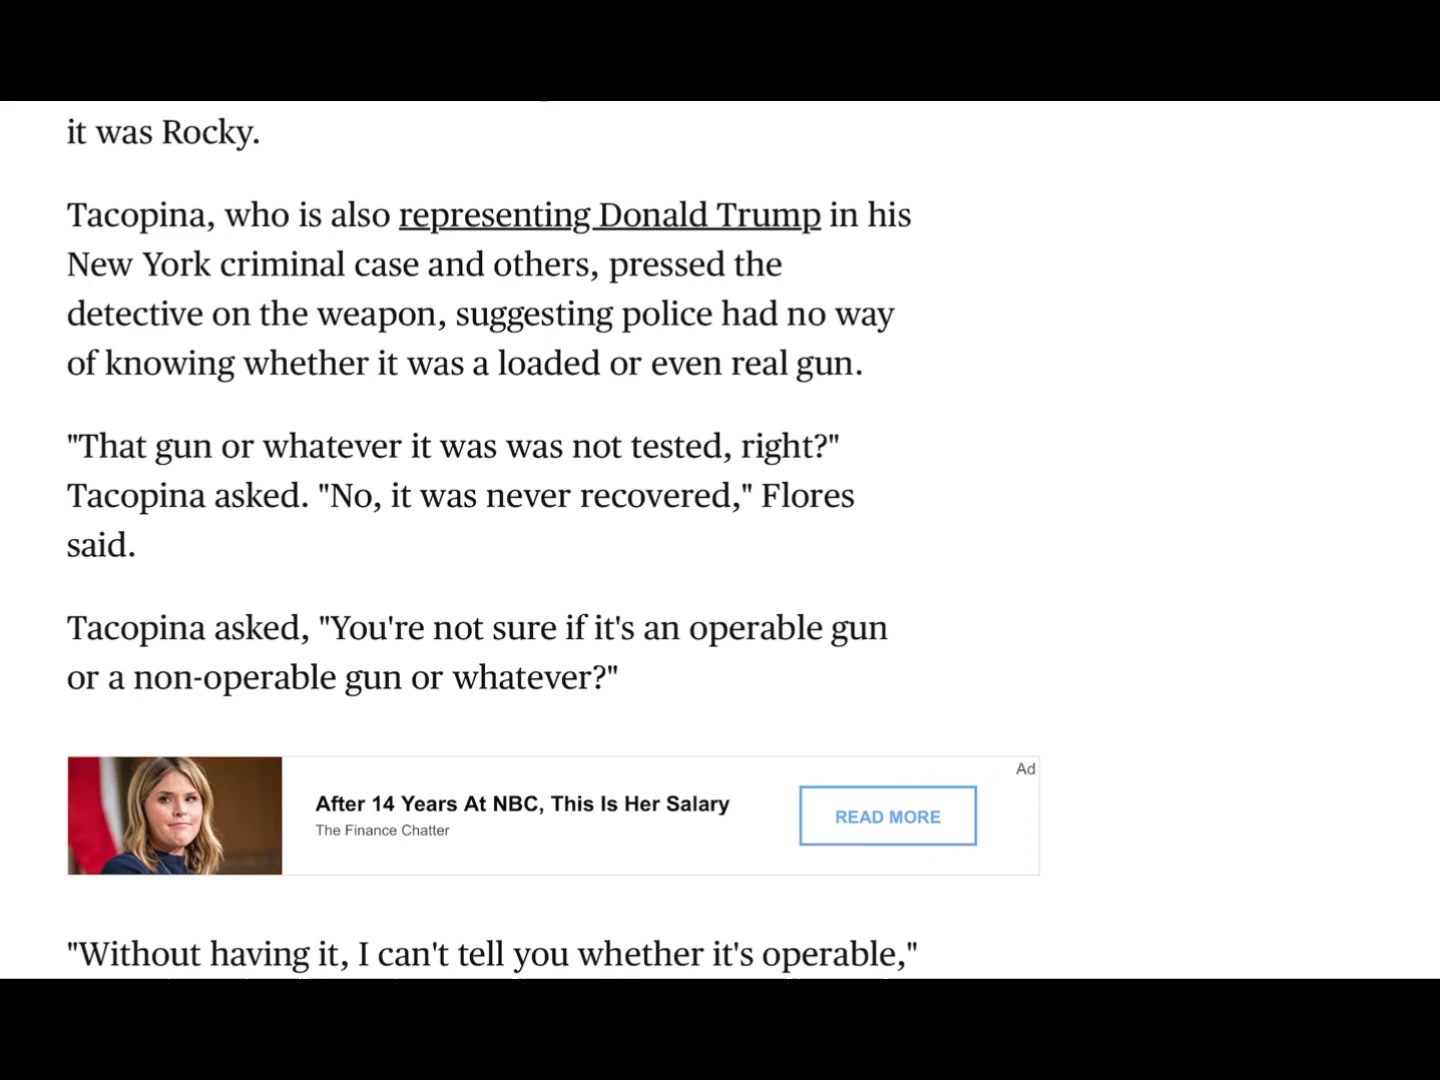 it was Rocky.
Tacopina, who is also representing Donald Trump in his
New York criminal case and others, pressed the
detective on the weapon, suggesting police had no way
of knowing whether it was a loaded or even real gun.
"That gun or whatever it was was not tested, right?"
Tacopina asked. "No, it was never recovered," Flores
said.
Tacopina asked, "You're not sure if it's an operable gun
or a non-operable gun or whatever?"
Ad
After 14 Years At NBC, This Is Her Salary
The Finance Chatter
READ MORE
"Without having it, I can't tell you whether it's operable,"